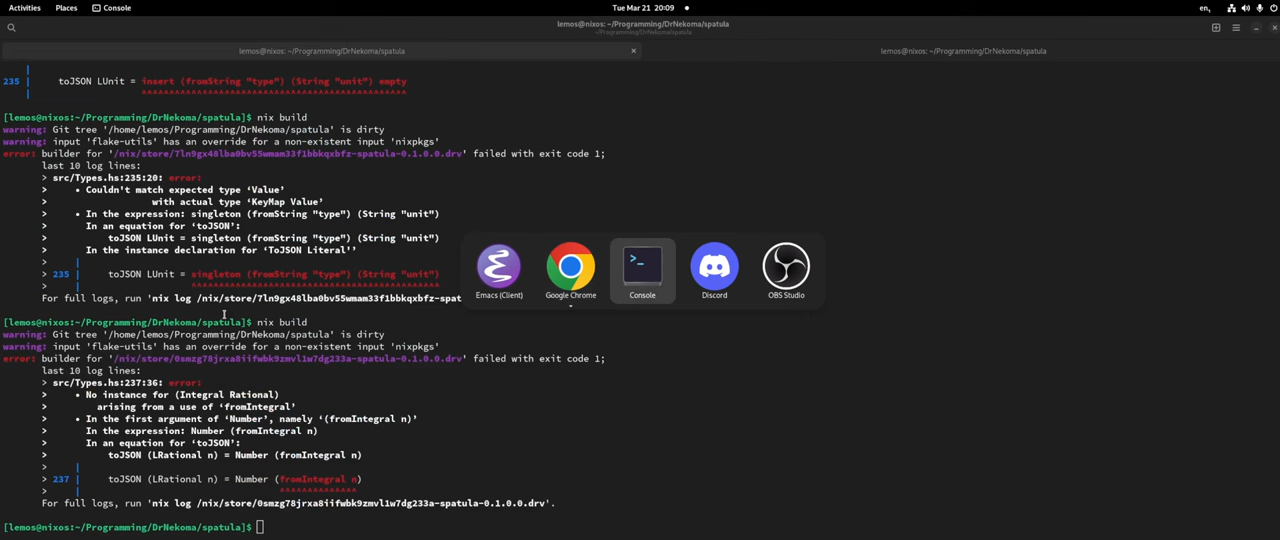 Activities Places Console Tue Mar 21 20:09 en,
lemos@nixos: ~/Programming/DrNekoma/spatula
~/Programming/DrNekoma/spatula
lemos@nixos: ~/Programming/DrNekoma/spatula lemos@nixos: ~/Programming/DrNekoma/spatula
|
235 | toJSON LUnit = insert (fromString "type") (String "unit") empty
| ^^^^^^^^^^^^^^^^^^^^^^^^^^^^^^^^^^^^^^^^^^^^^^^^
[lemos@nixos:~/Programming/DrNekoma/spatula]$ nix build
warning: Git tree '/home/lemos/Programming/DrNekoma/spatula' is dirty
warning: input 'flake-utils' has an override for a non-existent input 'nixpkgs'
error: builder for '/nix/store/7ln9gx48lba0bv55wmam33f1bbkqxbfz-spatula-0.1.0.0.drv' failed with exit code 1;
last 10 log lines:
> src/Types.hs:235:20: error:
> • Couldn't match expected type ‘Value’
> with actual type ‘KeyMap Value’
> • In the expression: singleton (fromString "type") (String "unit")
> In an equation for ‘toJSON’:
> toJSON LUnit = singleton (fromString "type") (String "unit")
> In the instance declaration for ‘ToJSON Literal'’
> |
> 235 | toJSON LUnit = singleton (fromString "type") (String "unit")
> | ^^^^^^^^^^^^^^^^^^^^^^^^^^^^^^^^^^^^^^^^^^^^^
For full logs, run 'nix log /nix/store/7ln9gx48lba0bv55wmam33f1bbkqxbfz-spat
Emacs (Client) Google Chrome Console Discord OBS Studio
[lemos@nixos:~/Programming/DrNekoma/spatula]$ nix build
warning: Git tree '/home/lemos/Programming/DrNekoma/spatula' is dirty
warning: input 'flake-utils' has an override for a non-existent input 'nixpkgs'
error: builder for '/nix/store/0smzg78jrxa8iifwbk9zmvl1w7dg233a-spatula-0.1.0.0.drv' failed with exit code 1;
last 10 log lines:
> src/Types.hs:237:36: error:
> • No instance for (Integral Rational)
> arising from a use of ‘fromIntegral’
> • In the first argument of ‘Number’, namely ‘(fromIntegral n)’
> In the expression: Number (fromIntegral n)
> In an equation for ‘toJSON’:
> toJSON (LRational n) = Number (fromIntegral n)
> |
> 237 | toJSON (LRational n) = Number (fromIntegral n)
> | ^^^^^^^^^^^^^^
For full logs, run 'nix log /nix/store/0smzg78jrxa8iifwbk9zmvl1w7dg233a-spatula-0.1.0.0.drv'.
[lemos@nixos:~/Programming/DrNekoma/spatula]$